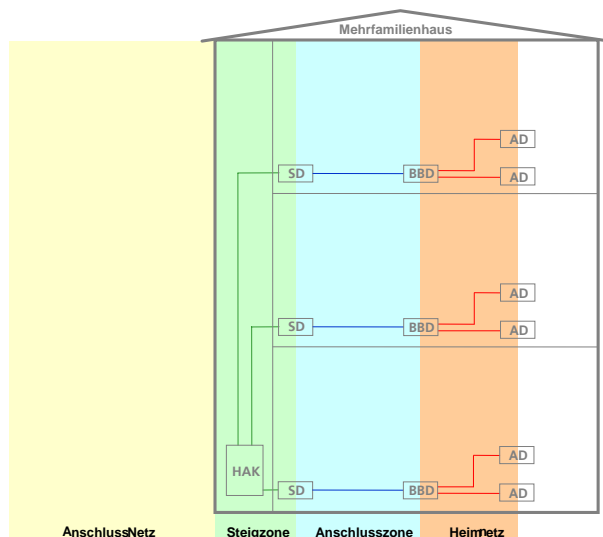 Mehrfamilienhaus
AD
SD BBD AD
AD
SD BBD AD
HAK AD
SD BBD AD
AnschlussNetz Steigzone Anschlusszone Heimnetz